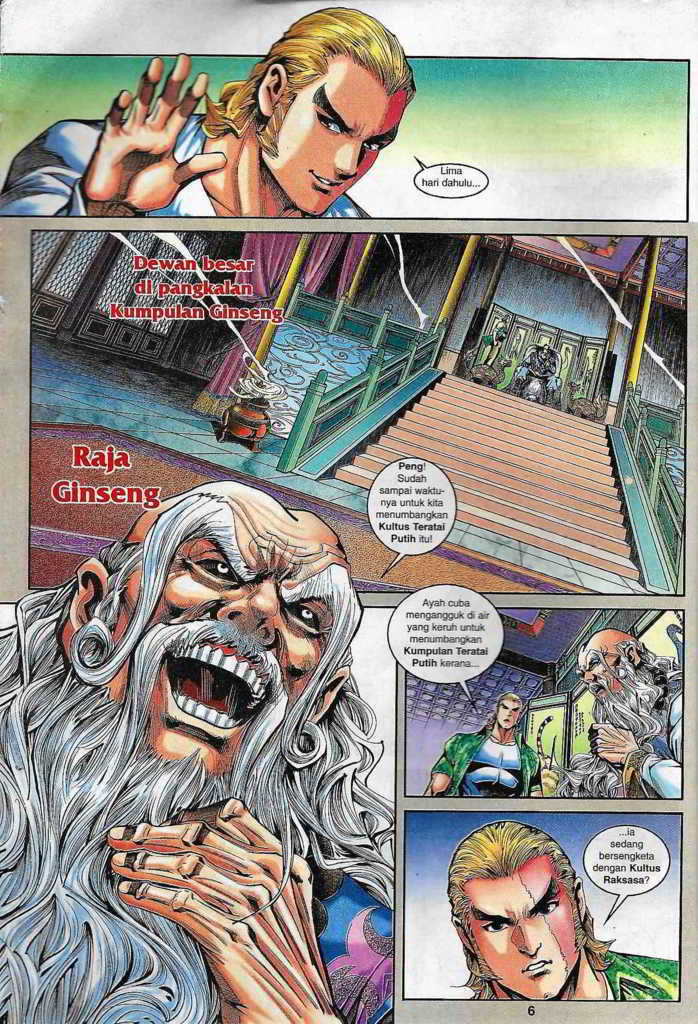 Lima
hari dahulu...
Dewan besar
di pangkalan
Kumpulan Ginseng
Raja
Ginseng
Peng!
Sudah
sampai waktu-
nya untuk kita
menumbangkan
Kultus Teratai
Putih itu!
Ayah cuba
mengangguk di air
yang keruh untuk
menumbangkan
Kumpulan Teratai
Putih kerana...
...ia
sedang
bersengketa
dengan Kultus
Raksasa?
6